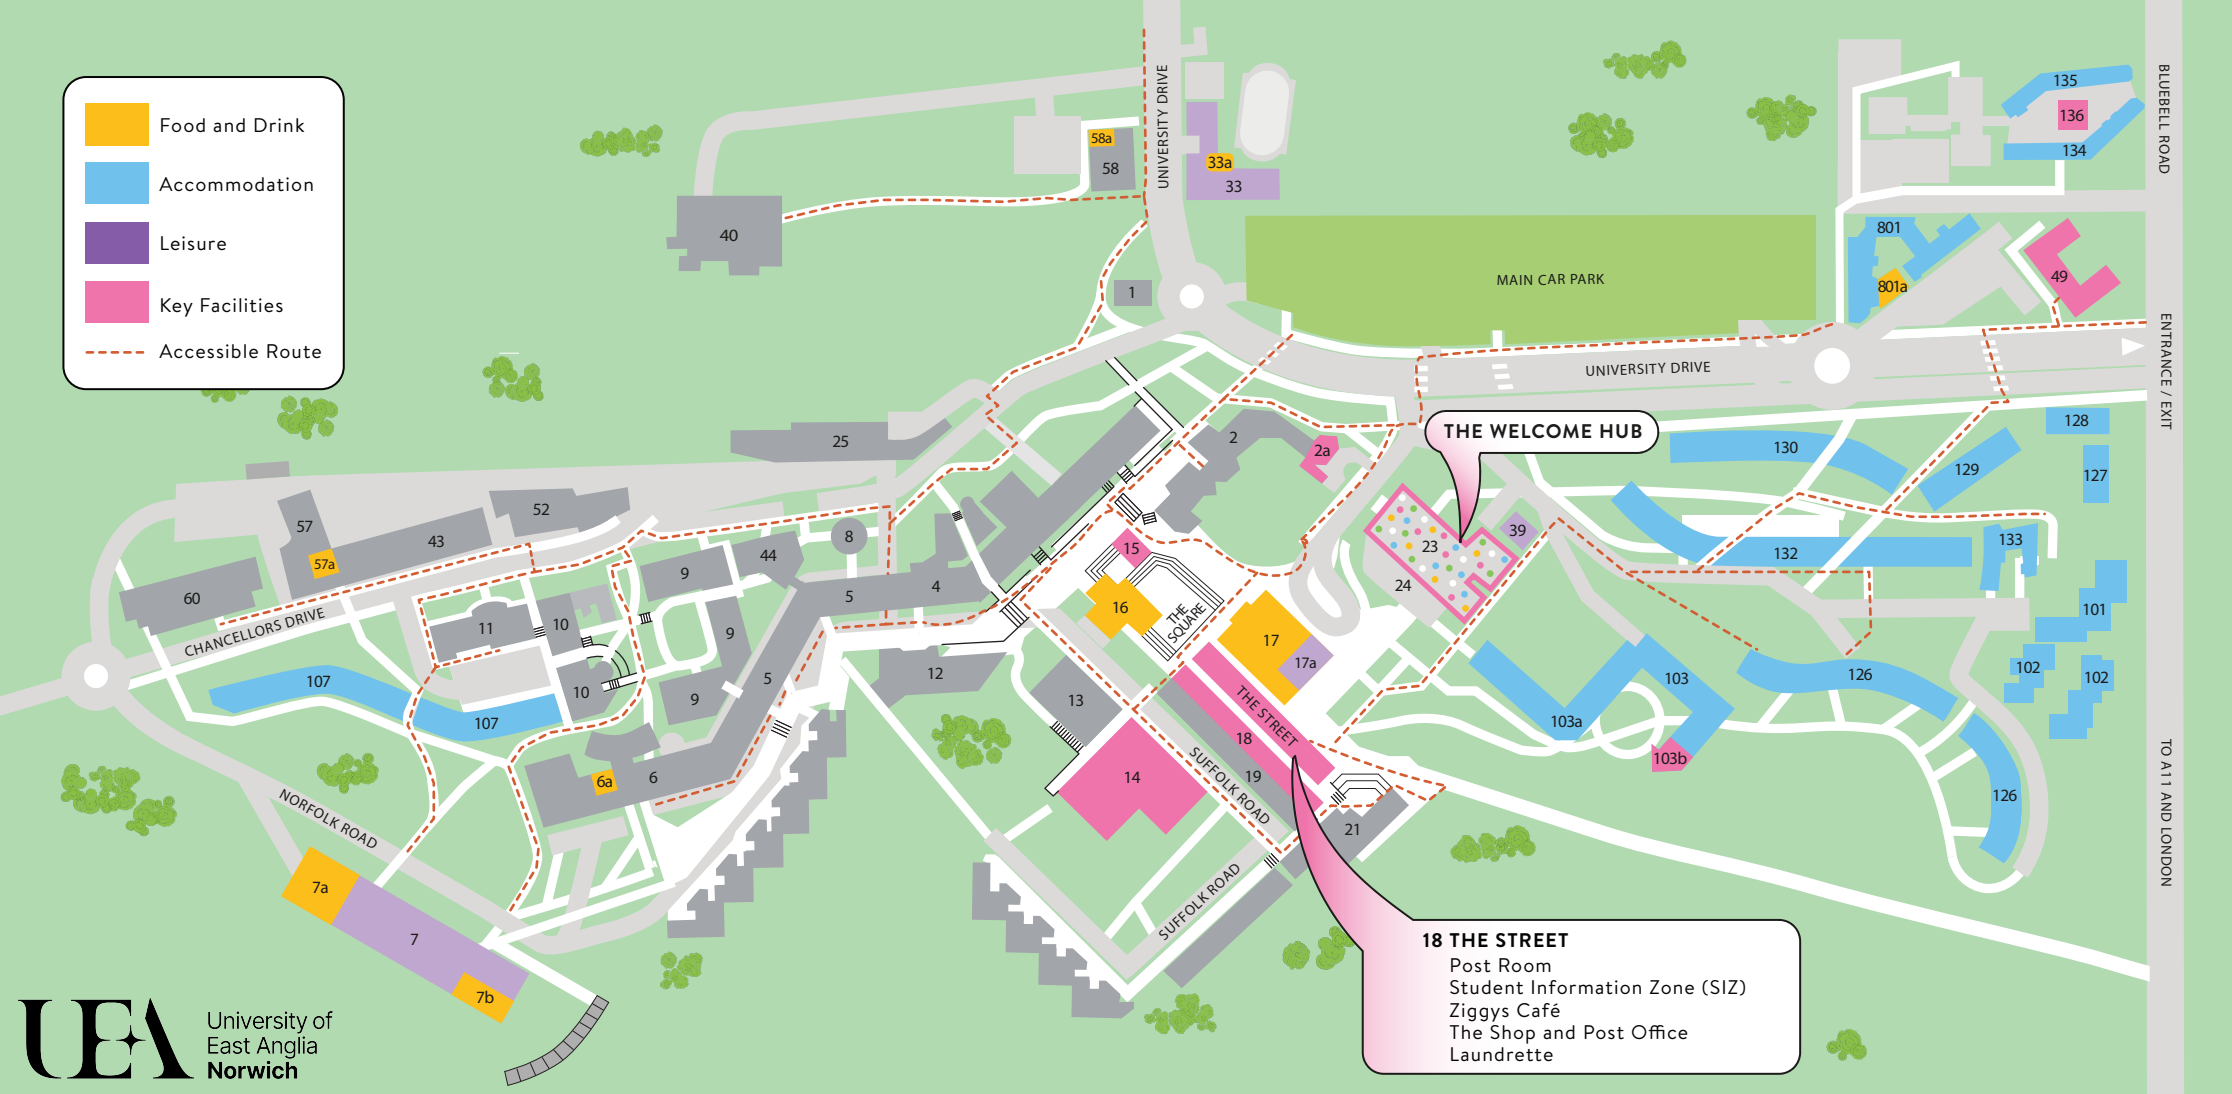 Food and Drink
Accommodation
Leisure
Key Facilities
Accessible Route
UNIVERSITY DRIVE
BLUEBELL ROAD
135
136
134
58a
58
33a
33
40
1
MAIN CAR PARK
801
801a
49
UNIVERSITY DRIVE
ENTRANCE / EXIT
25
2
2a
THE WELCOME HUB
130
129
128
127
57
52
43
57a
60
8
44
9
9
9
5
5
4
15
16
THE
SQUARE
23
24
39
132
133
101
102
102
CHANCELLORS DRIVE
11
10
10
107
107
12
13
17
17a
THE STREET
18
19
14
SUFFOLK ROAD
21
103
103a
103b
126
126
6a
6
NORFOLK ROAD
7a
7
7b
SUFFOLK ROAD
TO A11 AND LONDON
18 THE STREET
Post Room
Student Information Zone (SIZ)
Ziggys Café
The Shop and Post Office
Laundrette
UEA
University of
East Anglia
Norwich